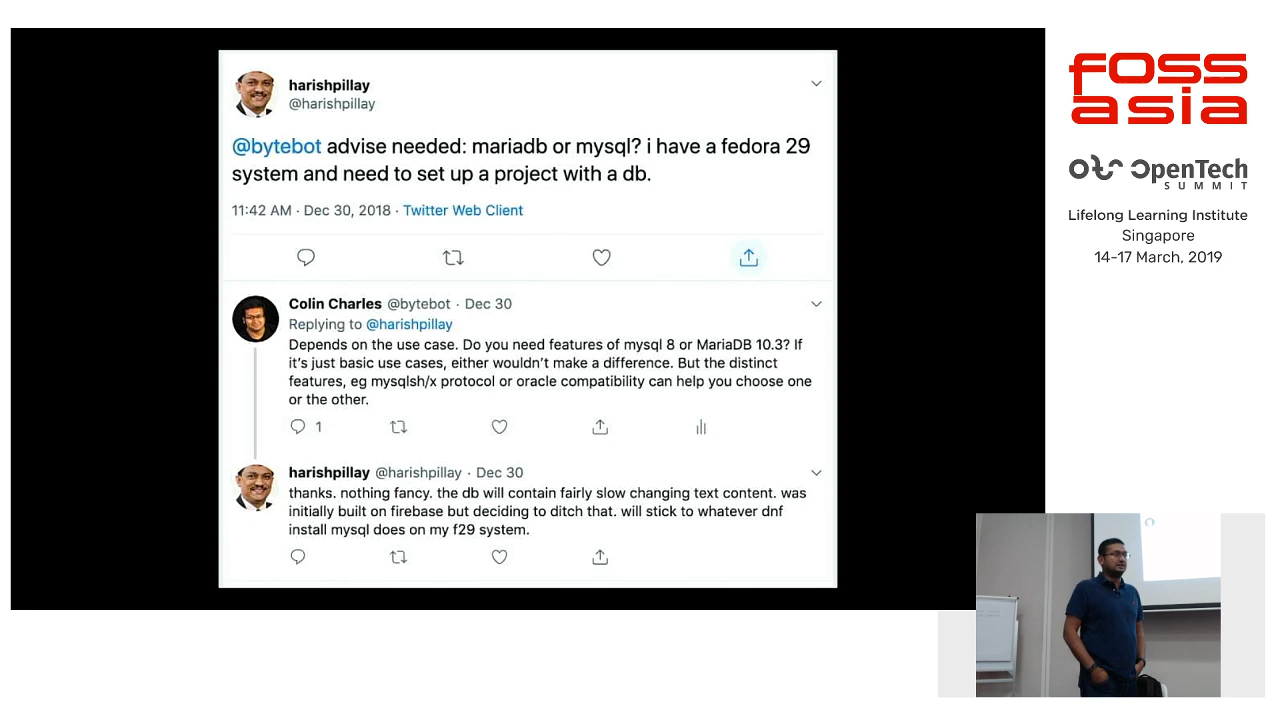 harishpillay
@harishpillay
@bytebot advise needed: mariadb or mysql? i have a fedora 29
system and need to set up a project with a db.
11:42 AM · Dec 30, 2018 · Twitter Web Client
Colin Charles @bytebot · Dec 30
Replying to @harishpillay
Depends on the use case. Do you need features of mysql 8 or MariaDB 10.3? If
it's just basic use cases, either wouldn't make a difference. But the distinct
features, eg mysqlsh/x protocol or oracle compatibility can help you choose one
or the other.
1
harishpillay @harishpillay · Dec 30
thanks. nothing fancy. the db will contain fairly slow changing text content. was
initially built on firebase but deciding to ditch that. will stick to whatever dnf
install mysql does on my f29 system.
fOSS
asia
OpenTech
SUMMIT
Lifelong Learning Institute
Singapore
14-17 March, 2019